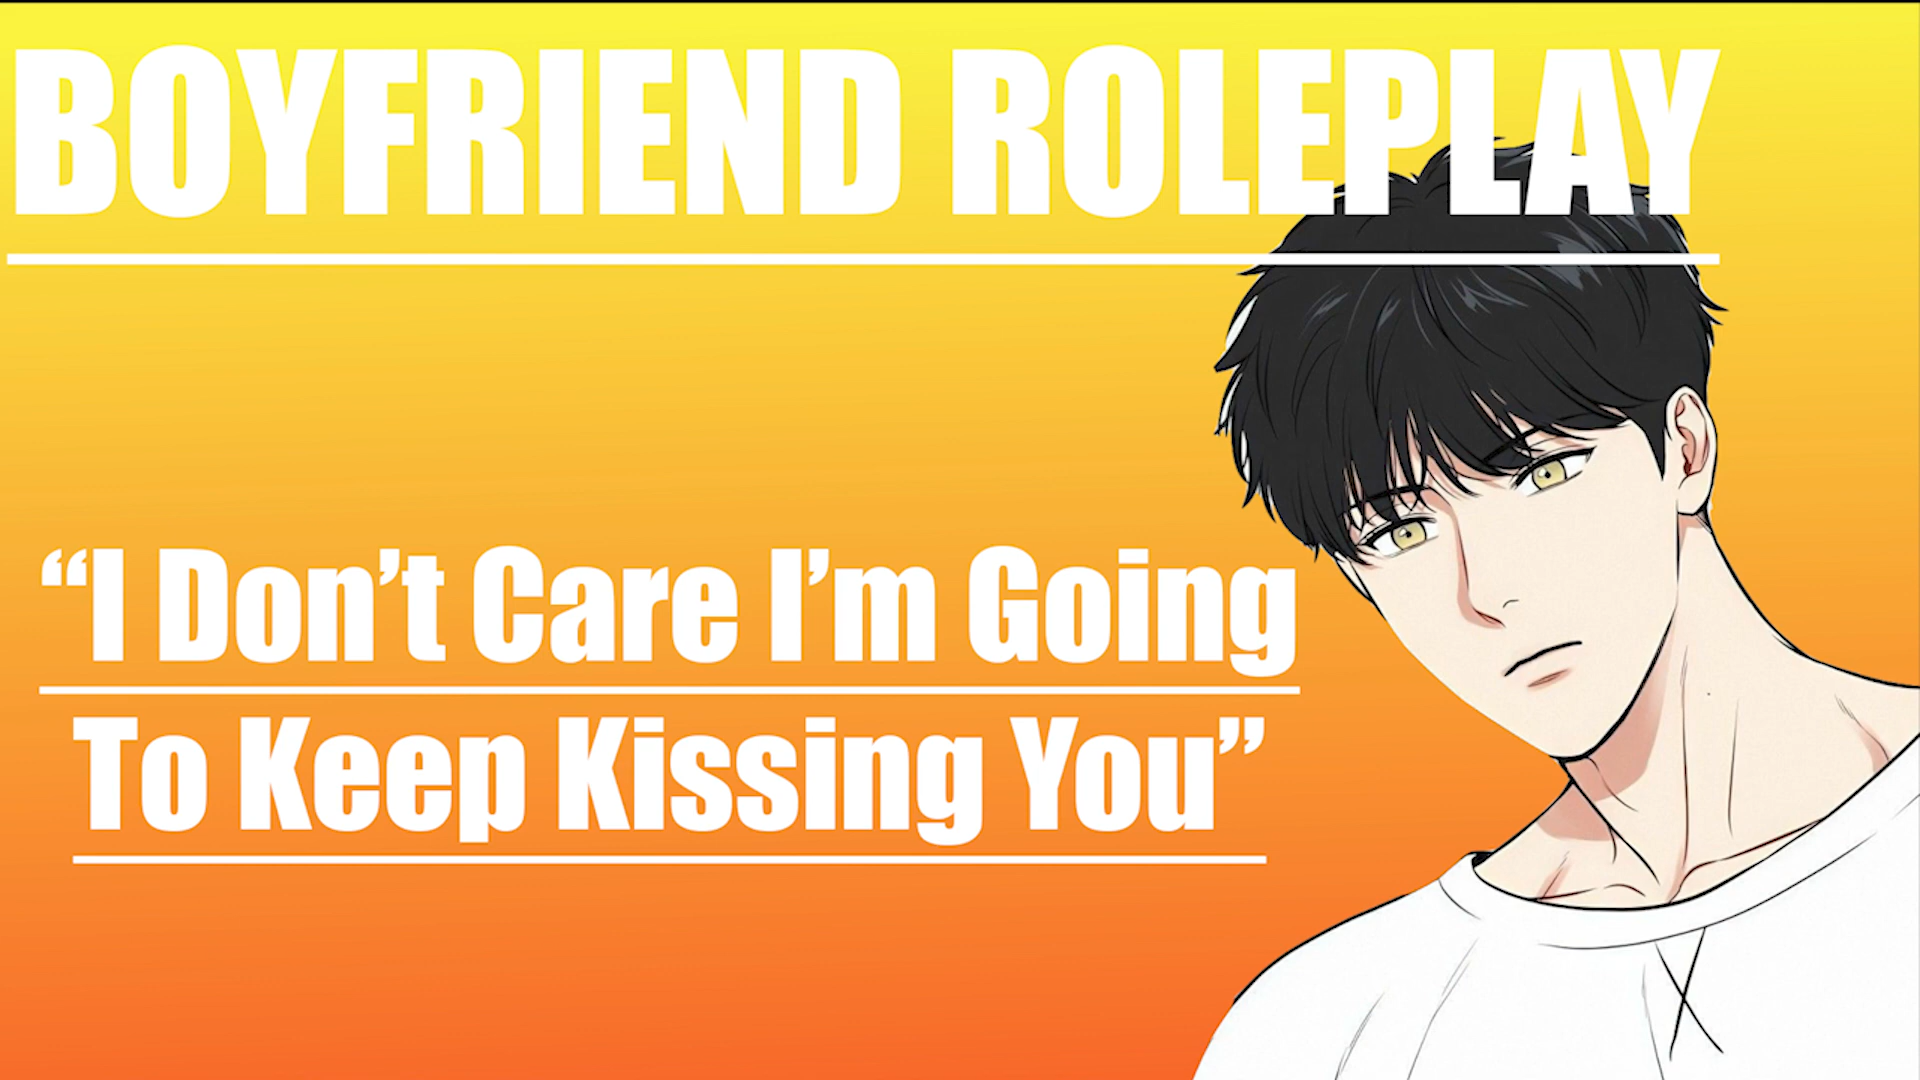 BOYFRIEND ROLEPLAY
“I Don’t Care I’m Going
To Keep Kissing You”